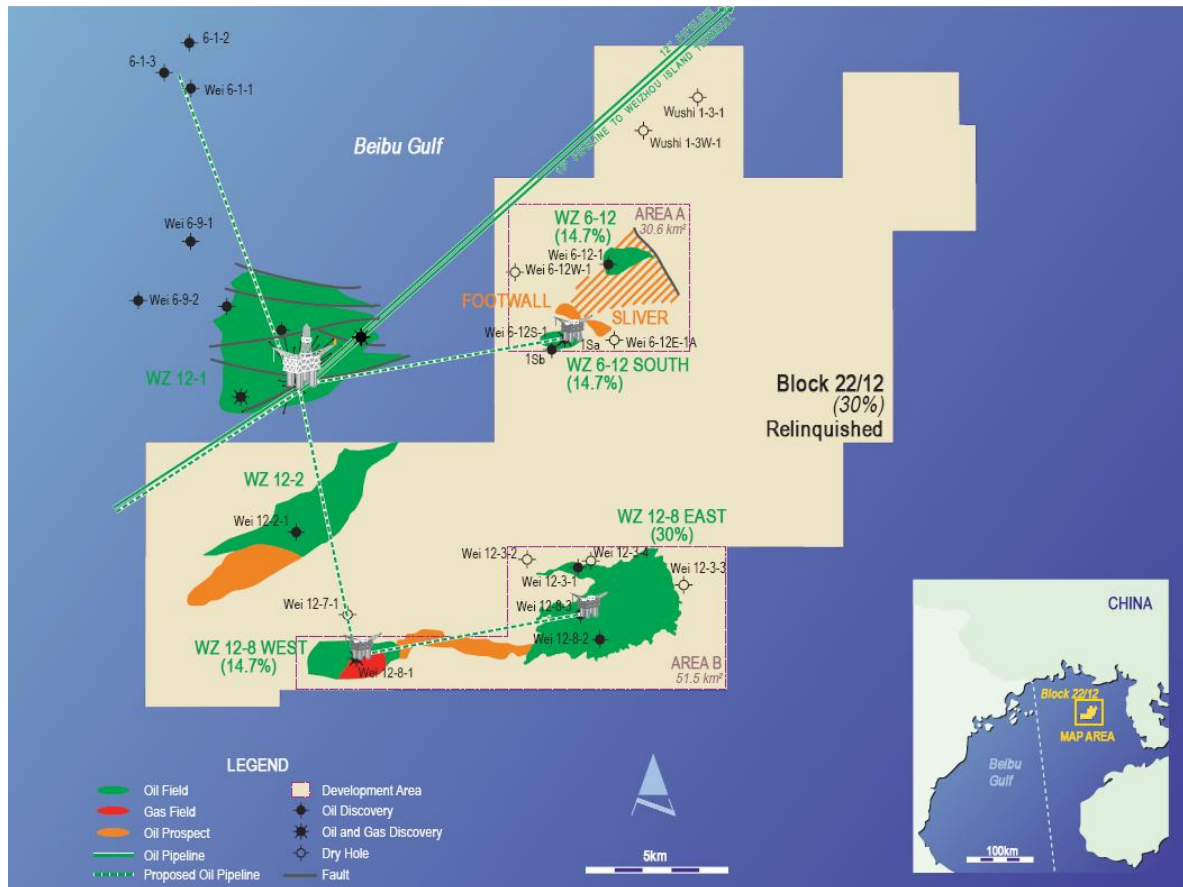 6-1-2
6-1-3
Wei 6-1-1
Beibu Gulf
12" PIPELINE
13" PIPELINE TO WEIZHOU ISLAND TERMINAL
Wushi 1-3-1
Wushi 1-3W-1
Wei 6-9-1
Wei 6-9-2
WZ 12-1
WZ 6-12
(14.7%)
AREA A
30.6 km²
Wei 6-12-1
Wei 6-12W-1
FOOTWALL
SLIVER
Wei 6-12S-1
1Sa
1Sb
Wei 6-12E-1A
WZ 6-12 SOUTH
(14.7%)
Block 22/12
(30%)
Relinquished
WZ 12-2
Wei 12-2-1
WZ 12-8 EAST
(30%)
Wei 12-3-2
Wei 12-3-4
Wei 12-3-3
Wei 12-3-1
Wei 12-7-1
Wei 12-8-3
Wei 12-8-2
WZ 12-8 WEST
(14.7%)
Wei 12-8-1
AREA B
51.5 km²
CHINA
Block 22/12
MAP AREA
Beibu
Gulf
100km
LEGEND
Oil Field
Gas Field
Oil Prospect
Oil Pipeline
Proposed Oil Pipeline
Development Area
Oil Discovery
Oil and Gas Discovery
Dry Hole
Fault
5km